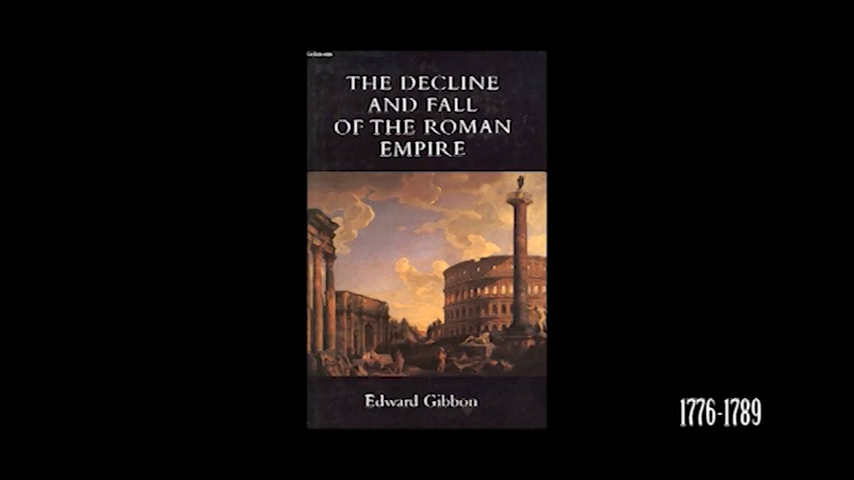 THE DECLINE
AND FALL
OF THE ROMAN
EMPIRE
Edward Gibbon
1776-1789